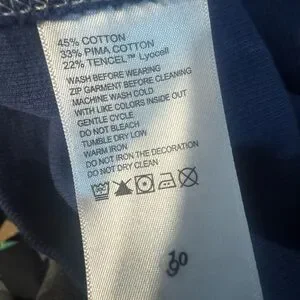 45% COTTON
33% PIMA COTTON
22% TENCEL™ Lyocell
WASH BEFORE WEARING
ZIP GARMENT BEFORE CLEANING
MACHINE WASH COLD
WITH LIKE COLORS INSIDE OUT
GENTLE CYCLE.
DO NOT BLEACH
TUMBLE DRY LOW
WARM IRON
DO NOT IRON THE DECORATION
DO NOT DRY CLEAN